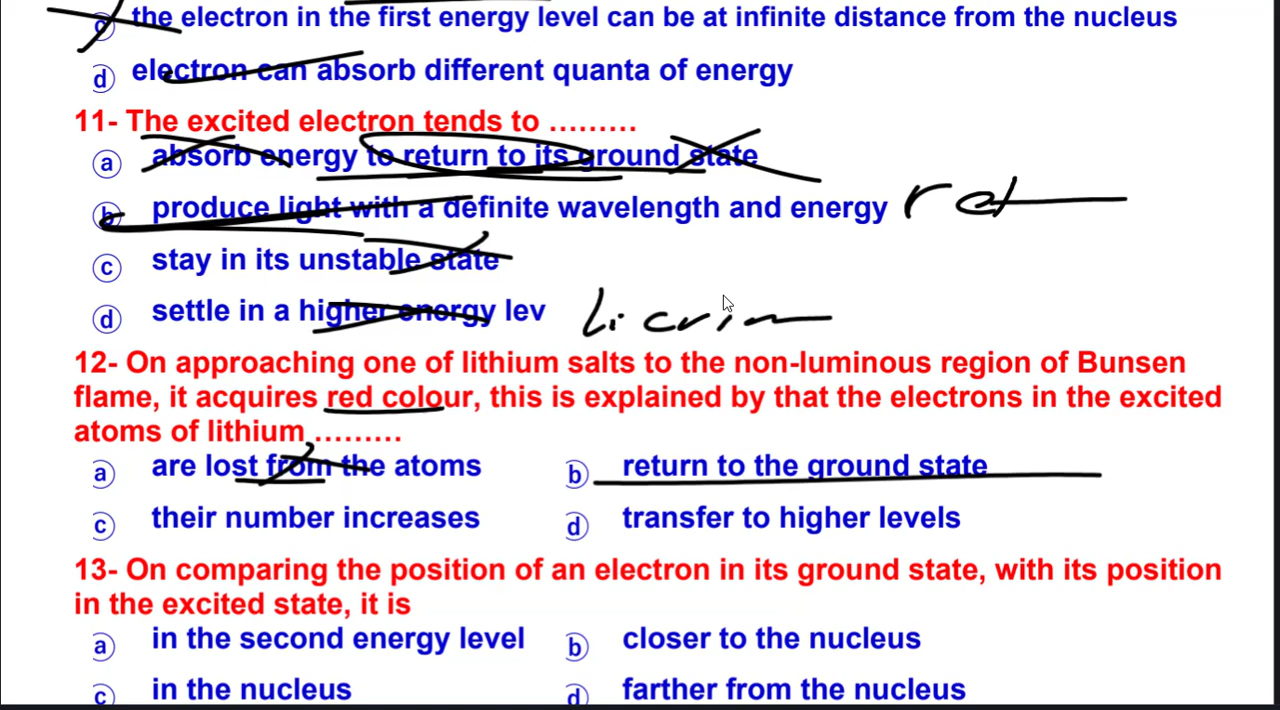 c the electron in the first energy level can be at infinite distance from the nucleus
d electron can absorb different quanta of energy
11- The excited electron tends to .........
a absorb energy to return to its ground state
b produce light with a definite wavelength and energy
c stay in its unstable state
d settle in a higher energy lev
12- On approaching one of lithium salts to the non-luminous region of Bunsen
flame, it acquires red colour, this is explained by that the electrons in the excited
atoms of lithium .........
a are lost from the atoms b return to the ground state
c their number increases d transfer to higher levels
13- On comparing the position of an electron in its ground state, with its position
in the excited state, it is
a in the second energy level b closer to the nucleus
c in the nucleus d farther from the nucleus